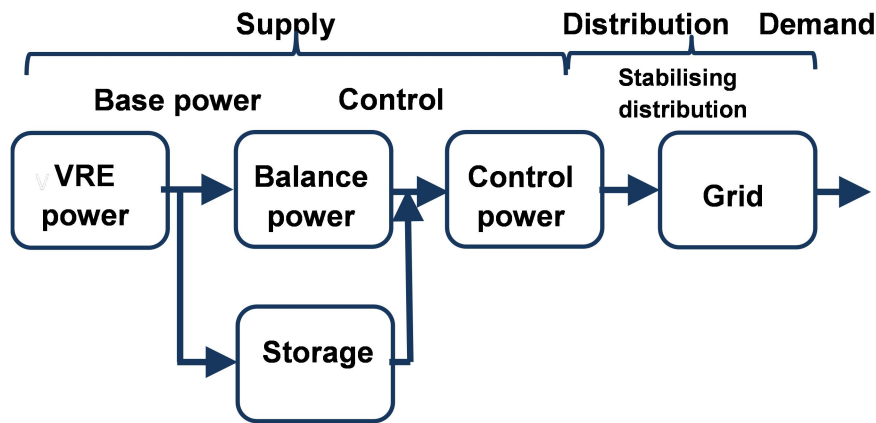 Supply
Distribution
Demand
Base power
Control
Stabilising
distribution
VRE
power
Balance
power
Control
power
Grid
Storage